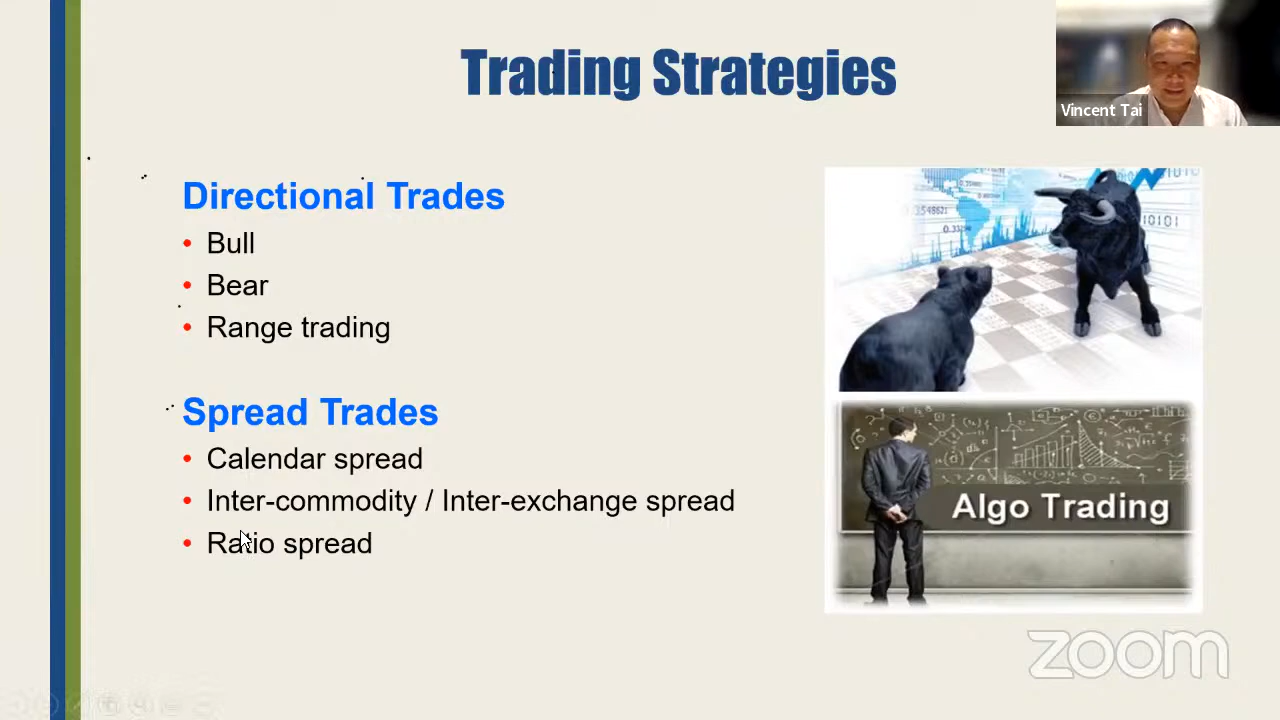 Trading Strategies
Vincent Tai
Directional Trades
• Bull
• Bear
• Range trading
Spread Trades
• Calendar spread
• Inter-commodity / Inter-exchange spread
• Ratio spread
10101
Algo Trading
zoom